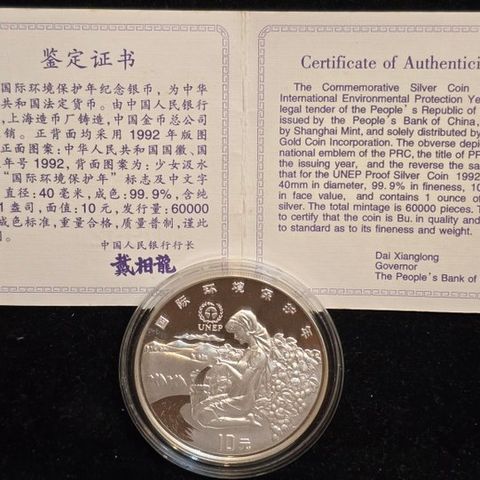 鉴定证书
国际环境保护年纪念银币，为中华
共和国法定货币。由中国人民银行
，上海造币厂铸造，中国金币总公司
销。正背面均采用1992年版图
正面图案：中华人民共和国国徽、国
年号1992，背面图案为：少女汲水
“国际环境保护年”标志及中文字
直径：40毫米，成色：99.9%，含纯
1盎司，面值：10元，发行量：60000
成色标准，重量合格，质量普制，谨此
中国人民银行行长
戴相龍
Certificate of Authentici
The Commemorative Silver Coin
International Environmental Protection Ye
legal tender of the People's Republic of
issued by the People's Bank of China,
by Shanghai Mint, and solely distributed by
Gold Coin Incorporation. The obverse depi
national emblem of the PRC, the title of PR
the issuing year, and the reverse the sa
that for the UNEP Proof Silver Coin 1992
40mm in diameter, 99.9% in fineness, 10
in face value, and contains 1 ounce of
silver. The total mintage is 60000 pieces. T
to certify that the coin is Bu. in quality and
to standard as to its fineness and weight.
Dai Xianglong
Governor
The People's Bank of
国际环境保护年
UNEP
10元